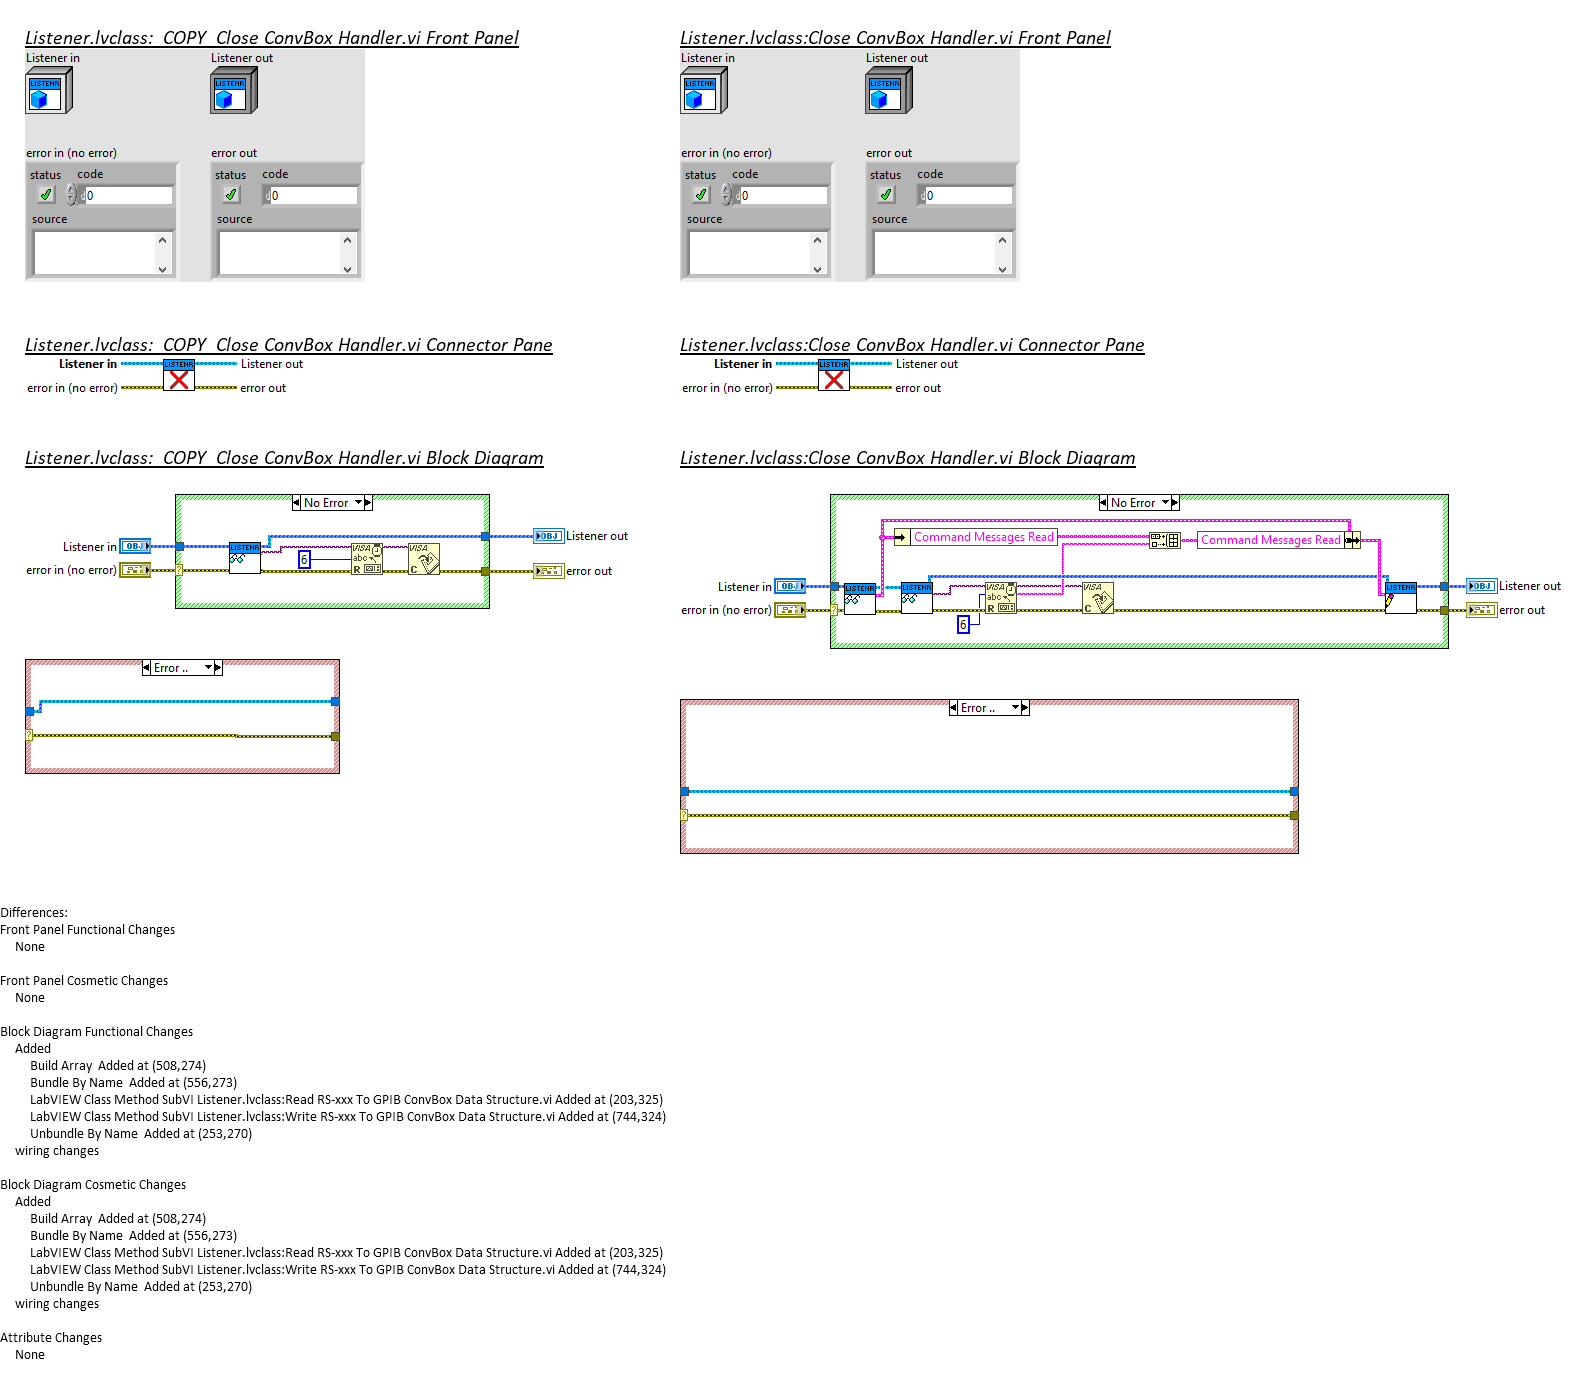 Listener.lvclass:  COPY  Close ConvBox Handler.vi Front Panel
Listener in
Listener out
LISTENR
LISTENR
error in (no error)
error out
status
code
status
code
0
0
source
source
Listener.lvclass:Close ConvBox Handler.vi Front Panel
Listener in
Listener out
LISTENR
LISTENR
error in (no error)
error out
status
code
status
code
0
0
source
source
Listener.lvclass:  COPY  Close ConvBox Handler.vi Connector Pane
Listener in
LISTENR
Listener out
error in (no error)
error out
Listener.lvclass:Close ConvBox Handler.vi Connector Pane
Listener in
LISTENR
Listener out
error in (no error)
error out
Listener.lvclass:  COPY  Close ConvBox Handler.vi Block Diagram
No Error
Listener in
OBJ
LISTENR
6
VISA
abc
R
VISA
C
OBJ
Listener out
error in (no error)
?
error out
Error ..
?
Listener.lvclass:Close ConvBox Handler.vi Block Diagram
No Error
Command Messages Read
Command Messages Read
Listener in
OBJ
LISTENR
LISTENR
VISA
abc
R
VISA
C
LISTENR
OBJ
Listener out
error in (no error)
?
6
error out
Error ..
?
Differences:
Front Panel Functional Changes
None
Front Panel Cosmetic Changes
None
Block Diagram Functional Changes
Added
Build Array  Added at (508,274)
Bundle By Name  Added at (556,273)
LabVIEW Class Method SubVI Listener.lvclass:Read RS-xxx To GPIB ConvBox Data Structure.vi Added at (203,325)
LabVIEW Class Method SubVI Listener.lvclass:Write RS-xxx To GPIB ConvBox Data Structure.vi Added at (744,324)
Unbundle By Name  Added at (253,270)
wiring changes
Block Diagram Cosmetic Changes
Added
Build Array  Added at (508,274)
Bundle By Name  Added at (556,273)
LabVIEW Class Method SubVI Listener.lvclass:Read RS-xxx To GPIB ConvBox Data Structure.vi Added at (203,325)
LabVIEW Class Method SubVI Listener.lvclass:Write RS-xxx To GPIB ConvBox Data Structure.vi Added at (744,324)
Unbundle By Name  Added at (253,270)
wiring changes
Attribute Changes
None